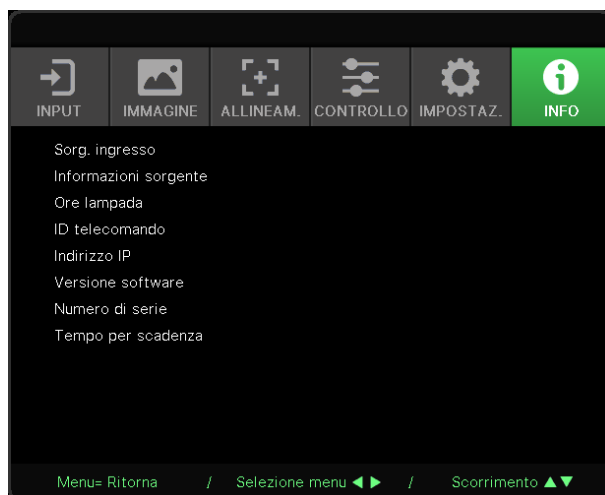 INPUT IMMAGINE ALLINEAM. CONTROLLO IMPOSTAZ. INFO
Sorg. ingresso
Informazioni sorgente
Ore lampada
ID telecomando
Indirizzo IP
Versione software
Numero di serie
Tempo per scadenza
Menu= Ritorna / Selezione menu ◀ ▶ / Scorrimento ▲▼